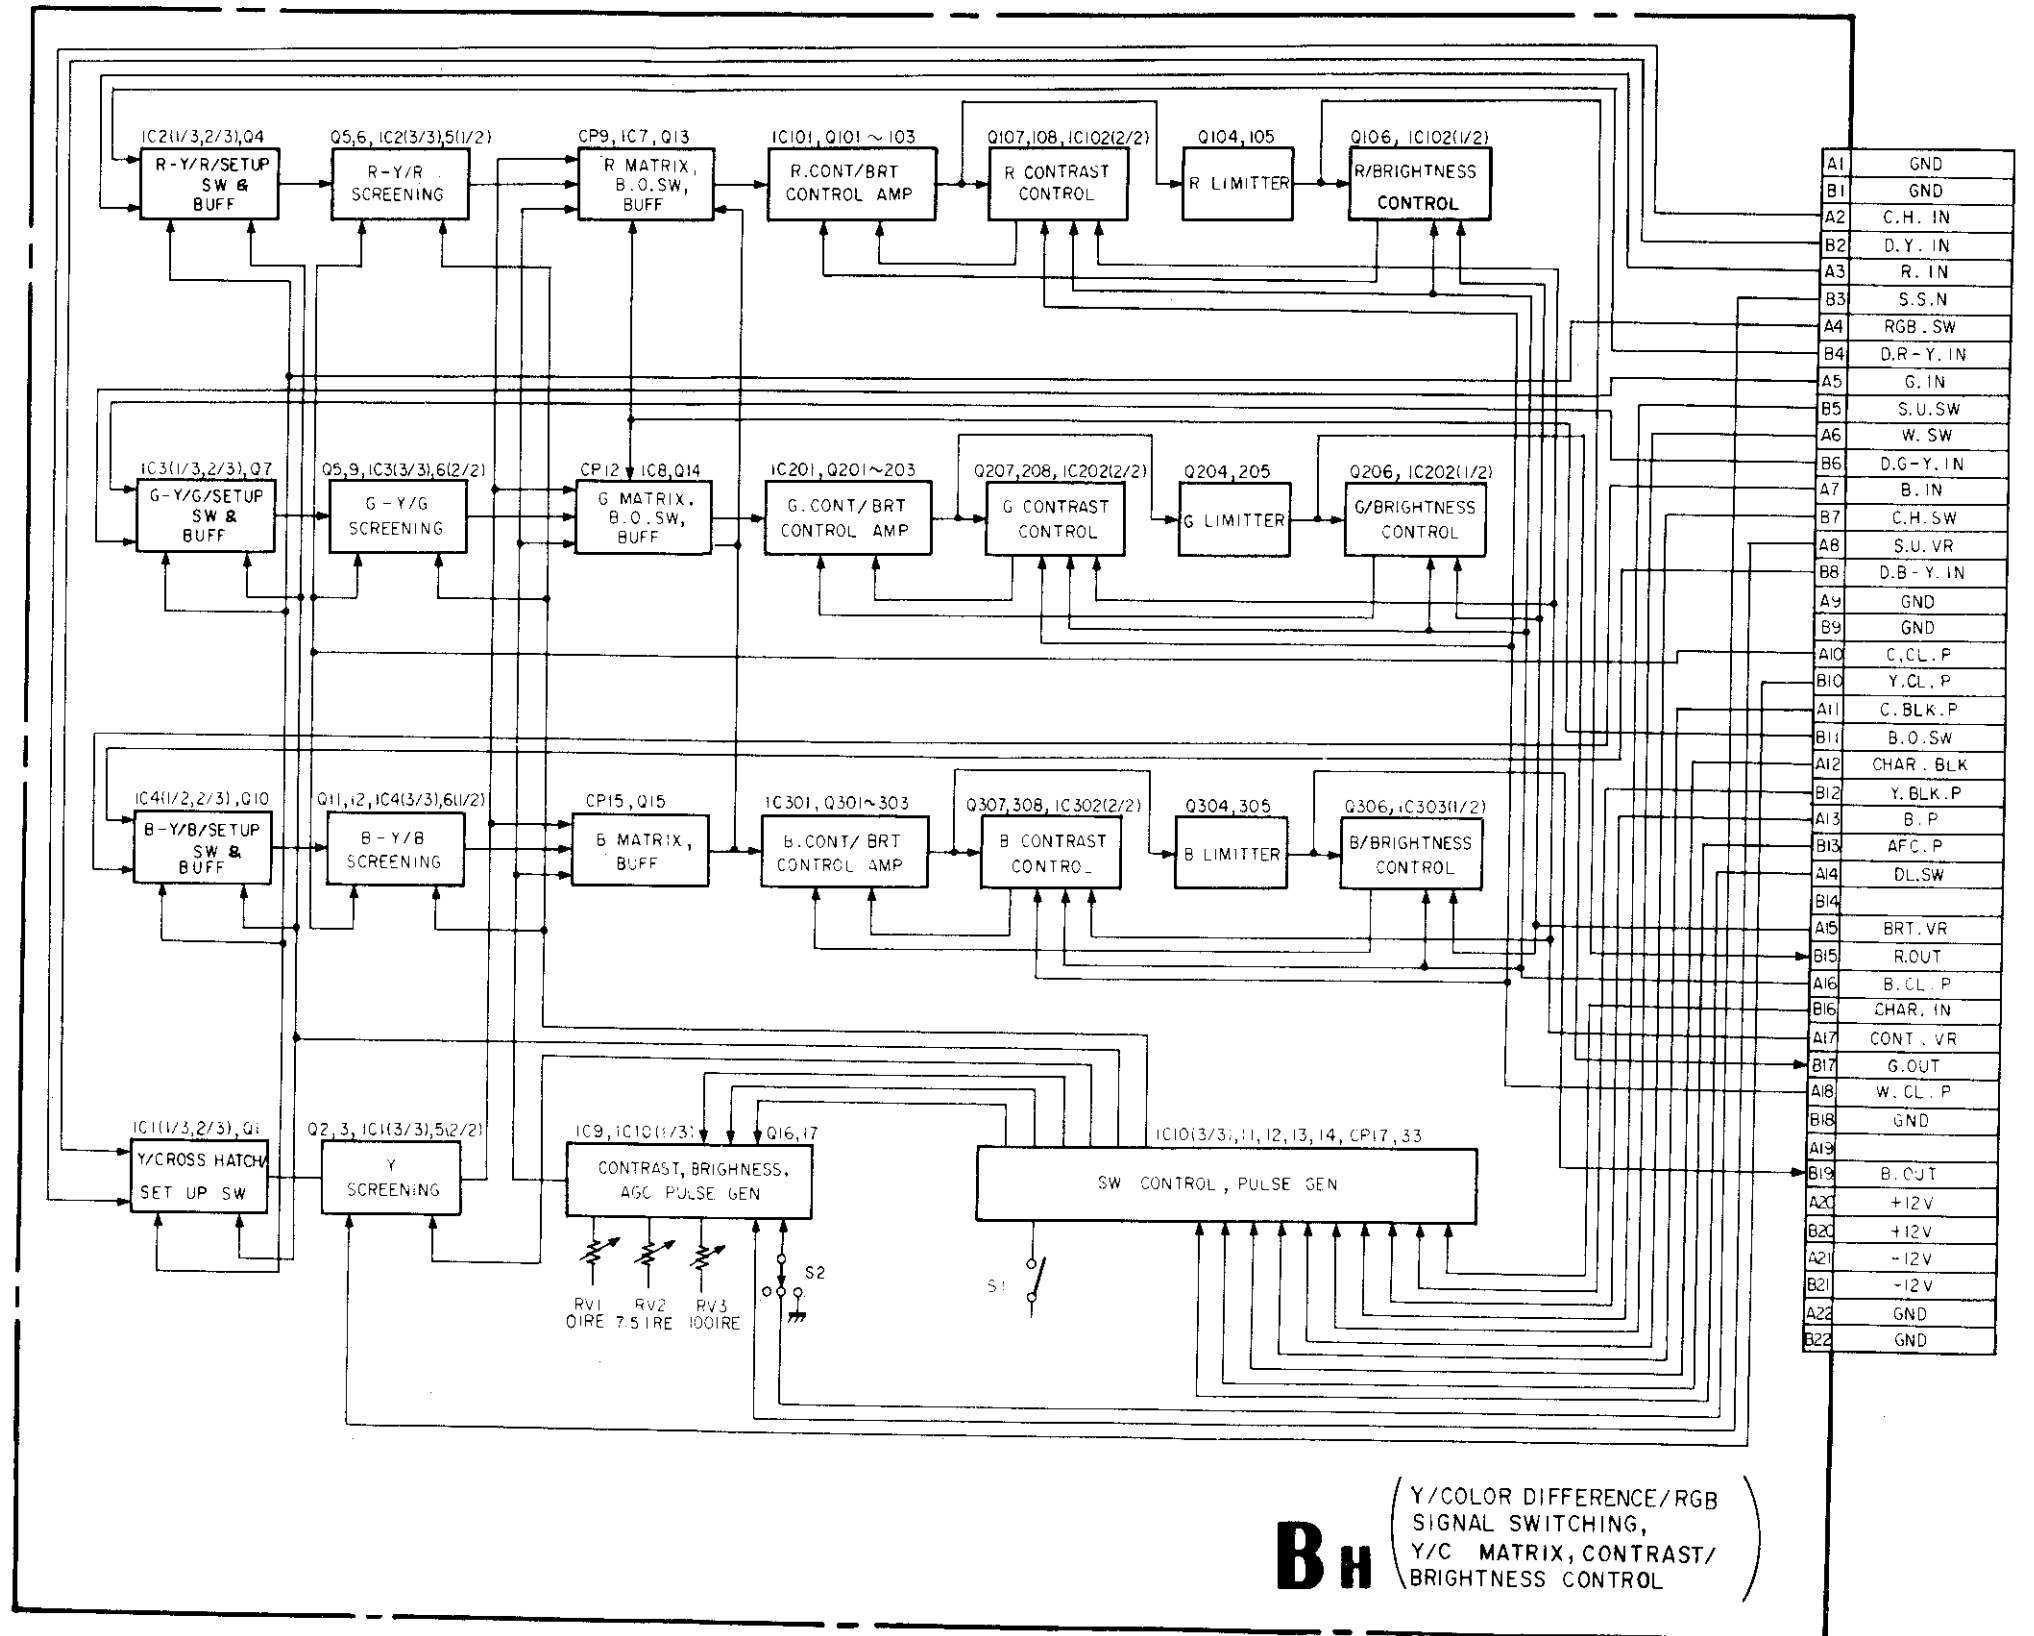 IC2(1/3,2/3),Q4
R-Y/R/SETUP
SW &
BUFF
Q5,6, IC2(3/3),5(1/2)
R-Y/R
SCREENING
CP9, IC7, Q13
R MATRIX,
B.O.SW,
BUFF
IC101, Q101~103
R.CONT/BRT
CONTROL AMP
Q107,108, IC102(2/2)
R CONTRAST
CONTROL
Q104,105
R LIMITTER
Q106, IC102(1/2)
R/BRIGHTNESS
CONTROL
IC3(1/3,2/3), Q7
G-Y/G/SETUP
SW &
BUFF
Q5,9, IC3(3/3),6(2/2)
G-Y/G
SCREENING
CP12 IC8,Q14
G MATRIX,
B.O.SW,
BUFF
IC201, Q201~203
G.CONT/BRT
CONTROL AMP
Q207,208, IC202(2/2)
G CONTRAST
CONTROL
Q204,205
G LIMITTER
Q206, IC202(1/2)
G/BRIGHTNESS
CONTROL
IC4(1/2,2/3),Q10
B-Y/B/SETUP
SW &
BUFF
Q11,12, IC4(3/3),6(1/2)
B-Y/B
SCREENING
CP15, Q15
B MATRIX,
BUFF
IC301, Q301~303
B.CONT/BRT
CONTROL AMP
Q307,308, IC302(2/2)
B CONTRAST
CONTROL
Q304,305
B LIMITTER
Q306, IC303(1/2)
B/BRIGHTNESS
CONTROL
IC1(1/3,2/3),Q1
Y/CROSS HATCH/
SET UP SW
Q2,3, IC1(3/3),5(2/2)
Y
SCREENING
IC9, IC10(1/3) Q16,17
CONTRAST, BRIGHNESS,
AGC PULSE GEN
IC10(3/3),11, 12, 13, 14, CP17, 33
SW CONTROL, PULSE GEN
RV1
0IRE
RV2
7.5IRE
RV3
100IRE
S2
S1
A1 GND
B1 GND
A2 C.H. IN
B2 D.Y. IN
A3 R. IN
B3 S.S.N
A4 RGB.SW
B4 D.R-Y.IN
A5 G.IN
B5 S.U.SW
A6 W.SW
B6 D.G-Y.IN
A7 B.IN
B7 C.H.SW
A8 S.U.VR
B8 D.B-Y.IN
A9 GND
B9 GND
A10 C.CL.P
B10 Y.CL.P
A11 C.BLK.P
B11 B.O.SW
A12 CHAR.BLK
B12 Y.BLK.P
A13 B.P
B13 AFC.P
A14 DL.SW
B14
A15 BRT.VR
B15 R.OUT
A16 B.CL.P
B16 CHAR.IN
A17 CONT.VR
B17 G.OUT
A18 W.CL.P
B18 GND
A19
B19 B.OUT
A20 +12V
B20 +12V
A21 -12V
B21 -12V
A22 GND
B22 GND
BH
Y/COLOR DIFFERENCE/RGB
SIGNAL SWITCHING,
Y/C MATRIX, CONTRAST/
BRIGHTNESS CONTROL